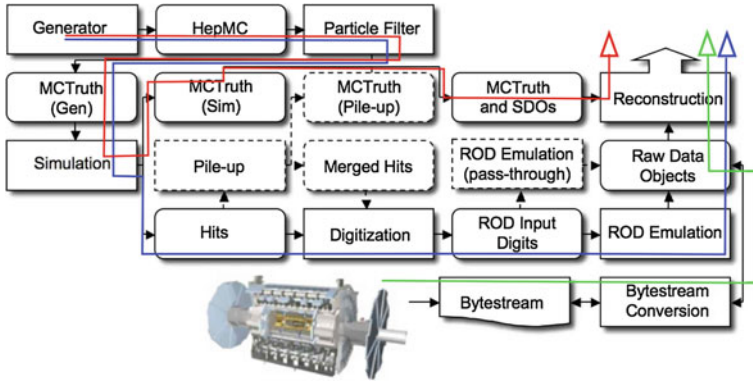 Generator
HepMC
Particle Filter
MCTruth
(Gen)
MCTruth
(Sim)
MCTruth
(Pile-up)
MCTruth
and SDOs
Reconstruction
Simulation
Pile-up
Merged Hits
ROD Emulation
(pass-through)
Raw Data
Objects
Hits
Digitization
ROD Input
Digits
ROD Emulation
Bytestream
Bytestream
Conversion